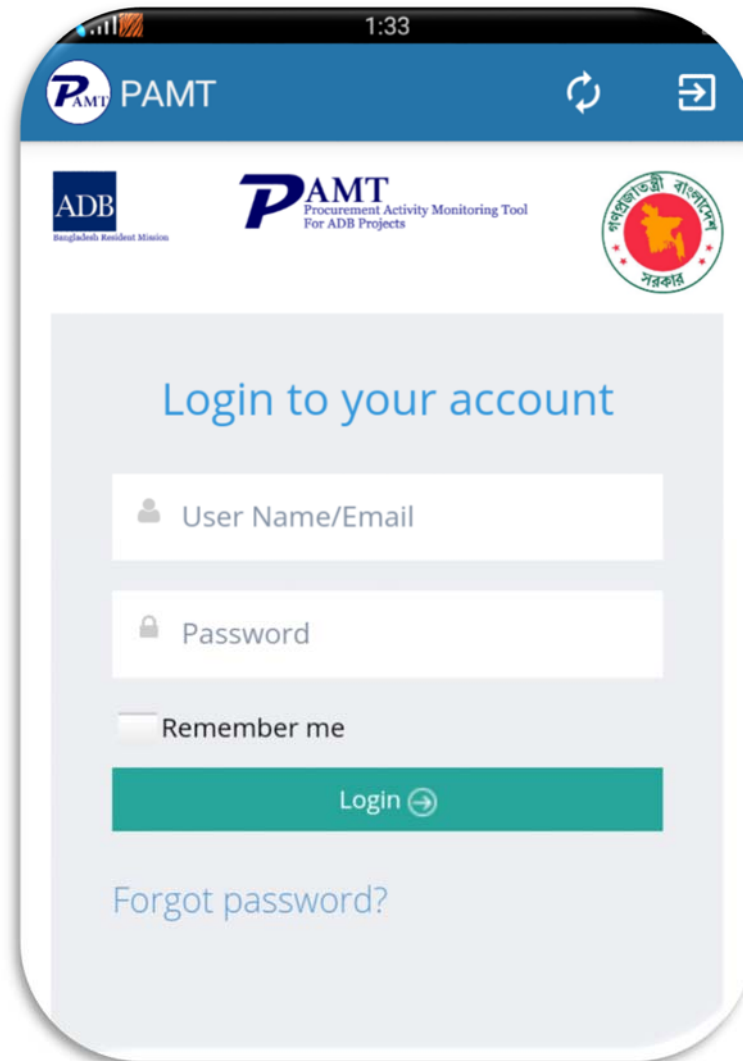 1:33
PAMT
PAMT
ADB
Bangladesh Resident Mission
PAMT
Procurement Activity Monitoring Tool
For ADB Projects
গণপ্রজাতন্ত্রী বাংলাদেশ
সরকার
Login to your account
User Name/Email
Password
Remember me
Login
Forgot password?